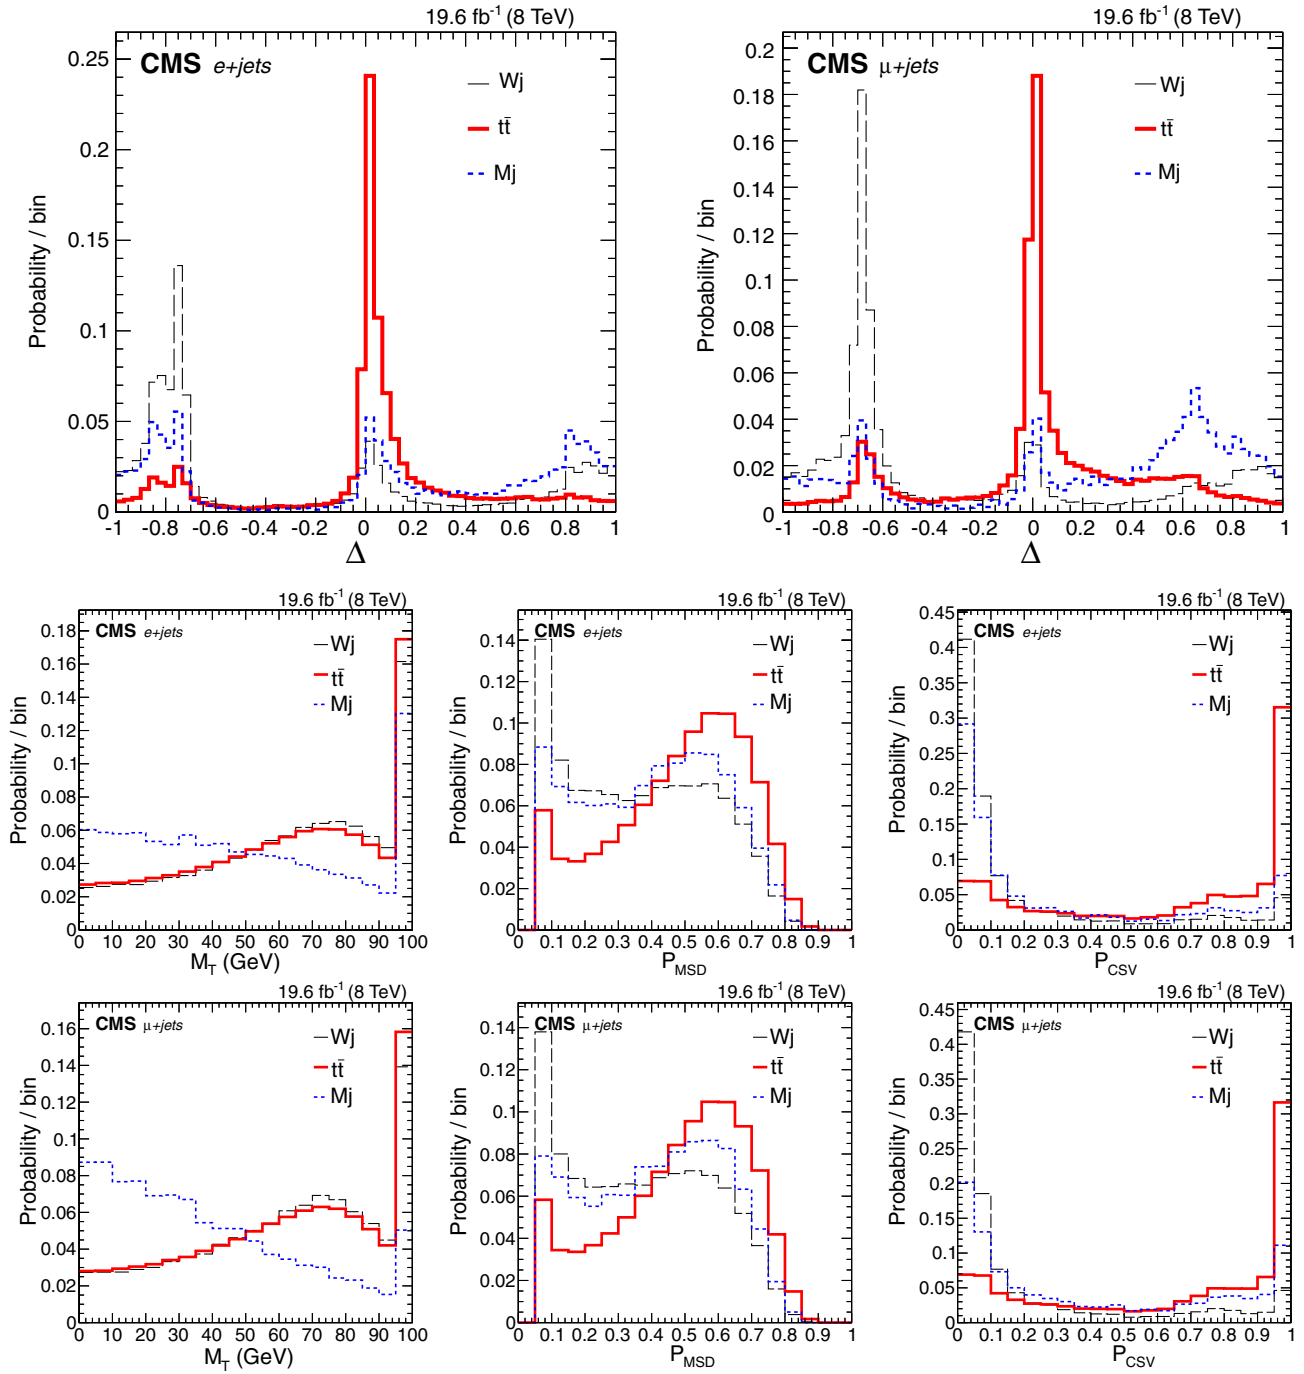 19.6 fb⁻¹ (8 TeV)
CMS e+jets
Wj
tt̄
Mj
Probability / bin
0.25
0.2
0.15
0.1
0.05
0
-1 -0.8 -0.6 -0.4 -0.2 0 0.2 0.4 0.6 0.8 1
Δ
19.6 fb⁻¹ (8 TeV)
CMS μ+jets
Wj
tt̄
Mj
Probability / bin
0.2
0.18
0.16
0.14
0.12
0.1
0.08
0.06
0.04
0.02
0
-1 -0.8 -0.6 -0.4 -0.2 0 0.2 0.4 0.6 0.8 1
Δ
19.6 fb⁻¹ (8 TeV)
CMS e+jets
Wj
tt̄
Mj
Probability / bin
0.18
0.16
0.14
0.12
0.1
0.08
0.06
0.04
0.02
0
0 10 20 30 40 50 60 70 80 90 100
M_T (GeV)
19.6 fb⁻¹ (8 TeV)
CMS e+jets
Wj
tt̄
Mj
Probability / bin
0.14
0.12
0.1
0.08
0.06
0.04
0.02
0
0 0.1 0.2 0.3 0.4 0.5 0.6 0.7 0.8 0.9 1
P_MSD
19.6 fb⁻¹ (8 TeV)
CMS e+jets
Wj
tt̄
Mj
Probability / bin
0.45
0.4
0.35
0.3
0.25
0.2
0.15
0.1
0.05
0
0 0.1 0.2 0.3 0.4 0.5 0.6 0.7 0.8 0.9 1
P_CSV
19.6 fb⁻¹ (8 TeV)
CMS μ+jets
Wj
tt̄
Mj
Probability / bin
0.16
0.14
0.12
0.1
0.08
0.06
0.04
0.02
0
0 10 20 30 40 50 60 70 80 90 100
M_T (GeV)
19.6 fb⁻¹ (8 TeV)
CMS μ+jets
Wj
tt̄
Mj
Probability / bin
0.14
0.12
0.1
0.08
0.06
0.04
0.02
0
0 0.1 0.2 0.3 0.4 0.5 0.6 0.7 0.8 0.9 1
P_MSD
19.6 fb⁻¹ (8 TeV)
CMS μ+jets
Wj
tt̄
Mj
Probability / bin
0.45
0.4
0.35
0.3
0.25
0.2
0.15
0.1
0.05
0
0 0.1 0.2 0.3 0.4 0.5 0.6 0.7 0.8 0.9 1
P_CSV